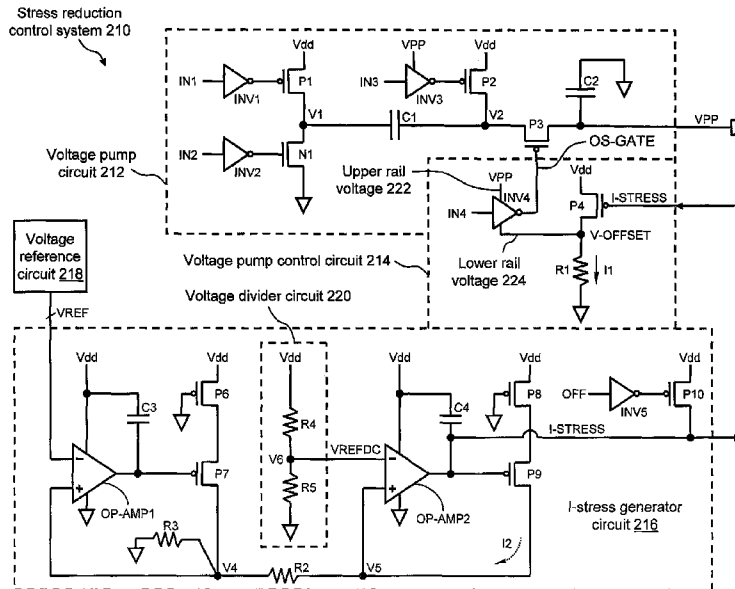 Stress reduction
control system 210
Vdd
VPP
Vdd
IN1
P1
INV1
IN3
P2
INV3
C2
V1
C1
V2
P3
VPP
IN2
N1
INV2
OS-GATE
Voltage pump
circuit 212
Upper rail
voltage 222
VPP
INV4
Vdd
P4
I-STRESS
IN4
V-OFFSET
Voltage
reference
circuit 218
Voltage pump control circuit 214
Lower rail
voltage 224
R1
I1
Voltage divider circuit 220
VREF
Vdd
Vdd
Vdd
Vdd
Vdd
Vdd
C3
P6
R4
C4
P8
OFF
P10
INV5
V6
VREFDC
I-STRESS
-
+
P7
R5
-
+
P9
OP-AMP1
OP-AMP2
I-stress generator
circuit 216
R3
I2
V4
R2
V5